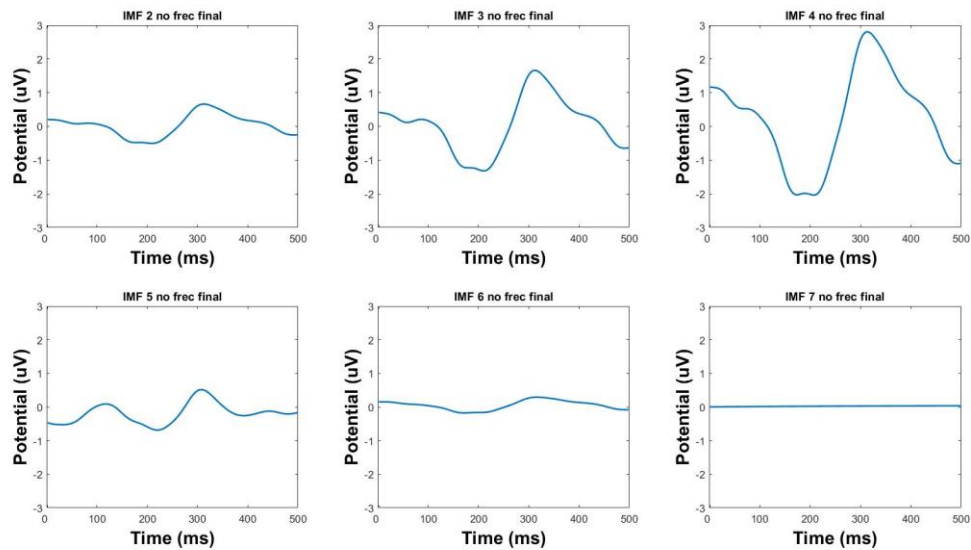 IMF 2 no frec final
Potential (uV)
3
2
1
0
-1
-2
-3
0 100 200 300 400 500
Time (ms)
IMF 3 no frec final
Potential (uV)
3
2
1
0
-1
-2
-3
0 100 200 300 400 500
Time (ms)
IMF 4 no frec final
Potential (uV)
3
2
1
0
-1
-2
-3
0 100 200 300 400 500
Time (ms)
IMF 5 no frec final
Potential (uV)
3
2
1
0
-1
-2
-3
0 100 200 300 400 500
Time (ms)
IMF 6 no frec final
Potential (uV)
3
2
1
0
-1
-2
-3
0 100 200 300 400 500
Time (ms)
IMF 7 no frec final
Potential (uV)
3
2
1
0
-1
-2
-3
0 100 200 300 400 500
Time (ms)